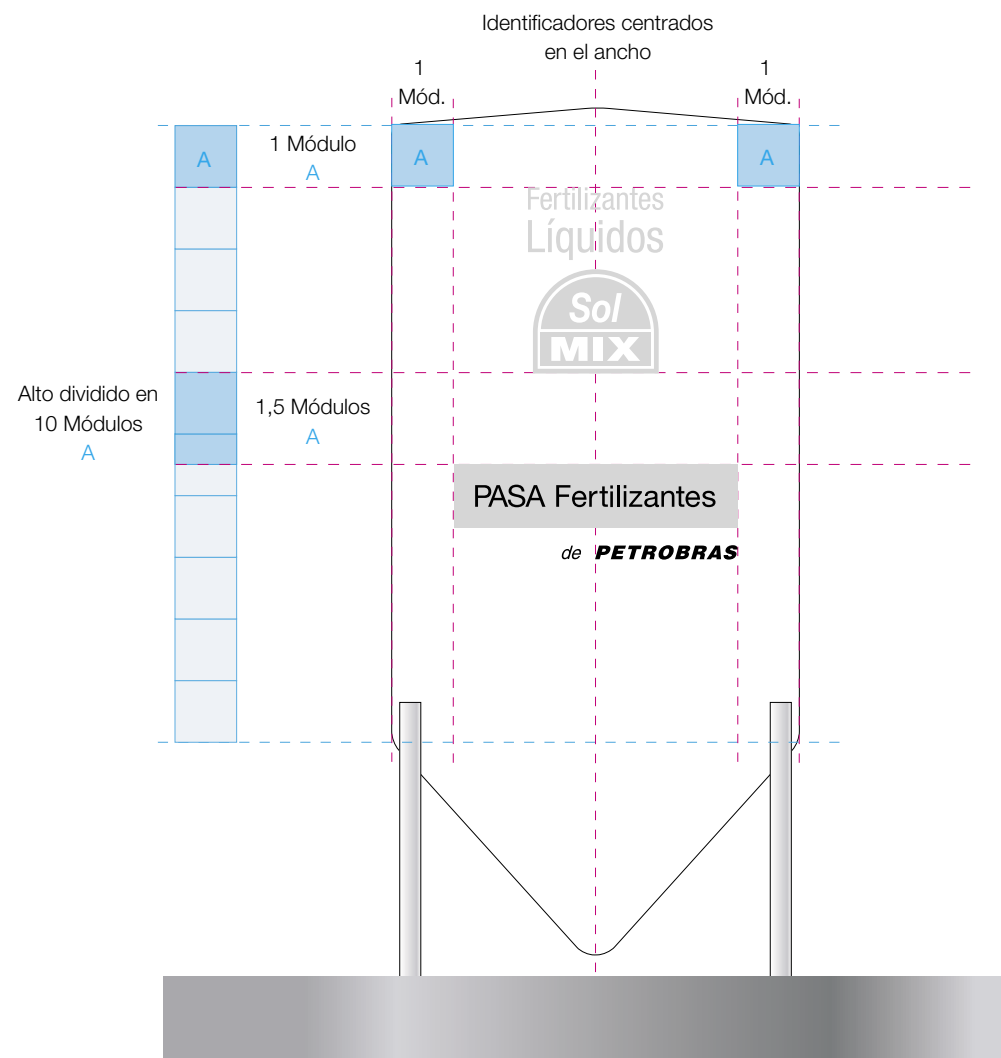 Identificadores centrados
en el ancho
1
Mód.
1
Mód.
A
1 Módulo
A
A
A
Fertilizantes
Líquidos
Sol
MIX
Alto dividido en
10 Módulos
A
1,5 Módulos
A
PASA Fertilizantes
de PETROBRAS